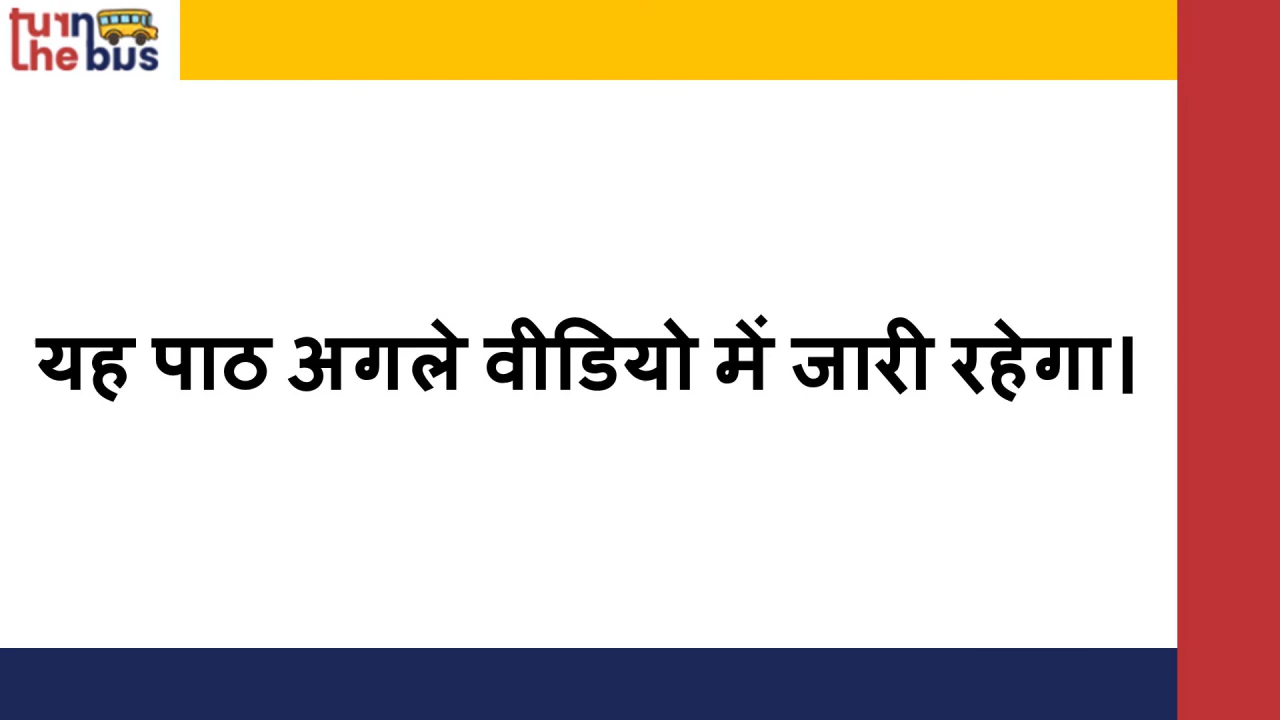 turn
the bus
यह पाठ अगले वीडियो में जारी रहेगा।